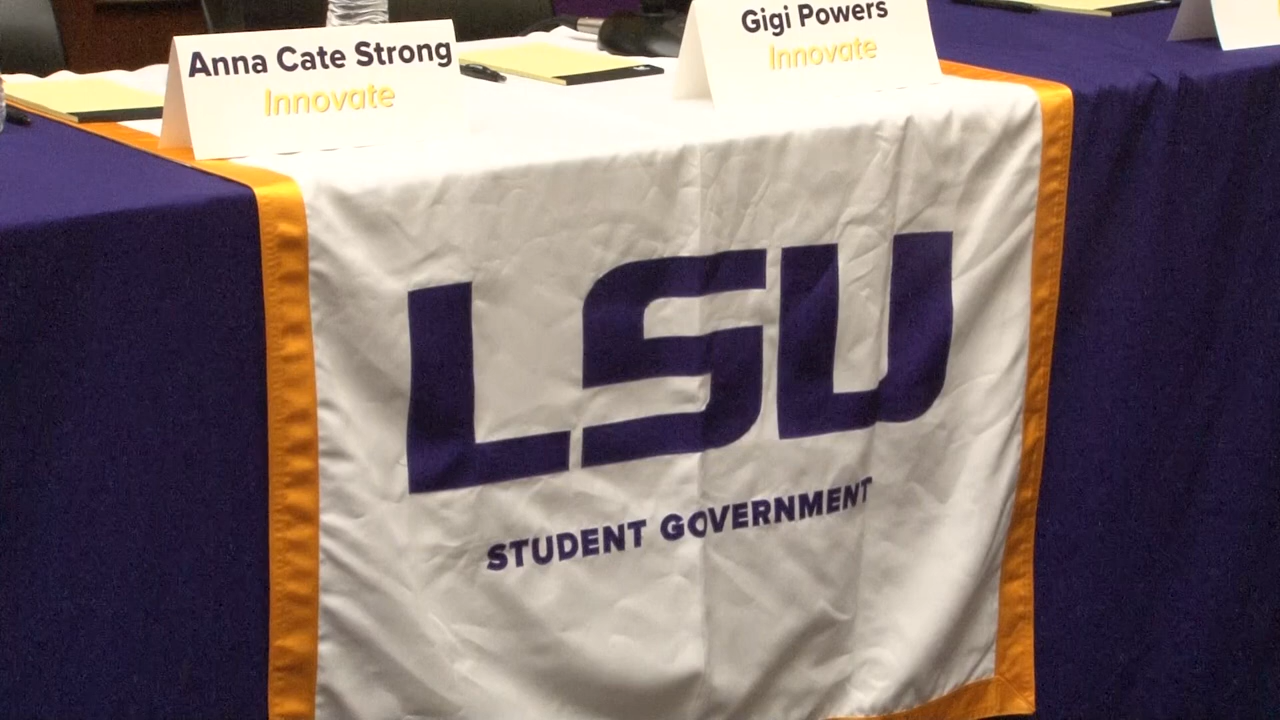 Anna Cate Strong
Innovate
Gigi Powers
Innovate
LSU
STUDENT GOVERNMENT